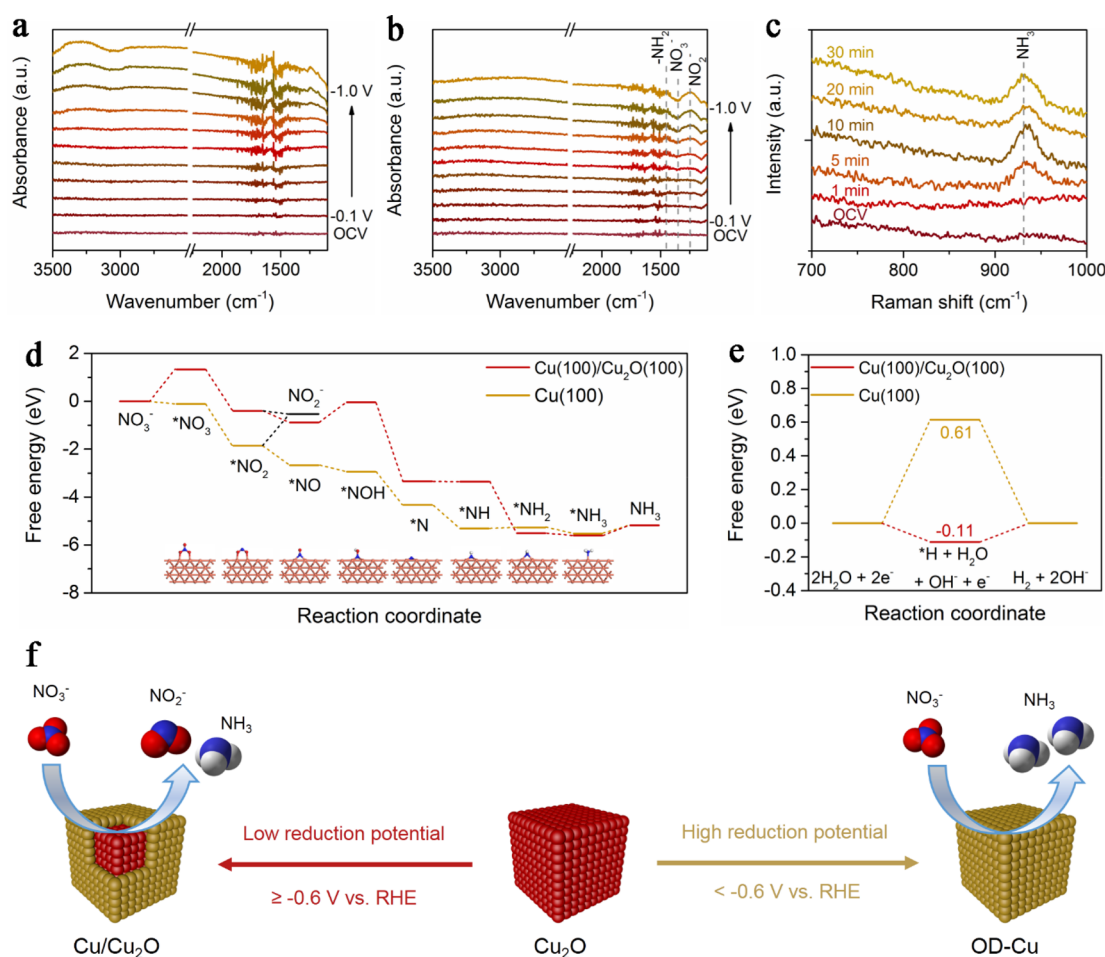 a
Absorbance (a.u.)
-1.0 V
-0.1 V
OCV
3500 3000 2000 1500
Wavenumber (cm⁻¹)
b
Absorbance (a.u.)
-NH₂
NO₃⁻
NO₂⁻
-1.0 V
-0.1 V
OCV
3500 3000 2000 1500
Wavenumber (cm⁻¹)
c
Intensity (a.u.)
NH₃
30 min
20 min
10 min
5 min
1 min
OCV
700 800 900 1000
Raman shift (cm⁻¹)
d
Free energy (eV)
2
0
-2
-4
-6
-8
Cu(100)/Cu₂O(100)
Cu(100)
NO₃⁻
*NO₃
*NO₂
NO₂⁻
*NO
*NOH
*N
*NH
*NH₂
*NH₃
NH₃
Reaction coordinate
e
Free energy (eV)
1.0
0.8
0.6
0.4
0.2
0.0
-0.2
-0.4
Cu(100)/Cu₂O(100)
Cu(100)
0.61
-0.11
2H₂O + 2e⁻
*H + H₂O
+ OH⁻ + e⁻
H₂ + 2OH⁻
Reaction coordinate
f
NO₃⁻
NO₂⁻
NH₃
Low reduction potential
≥ -0.6 V vs. RHE
Cu/Cu₂O
Cu₂O
High reduction potential
< -0.6 V vs. RHE
NO₃⁻
NH₃
OD-Cu